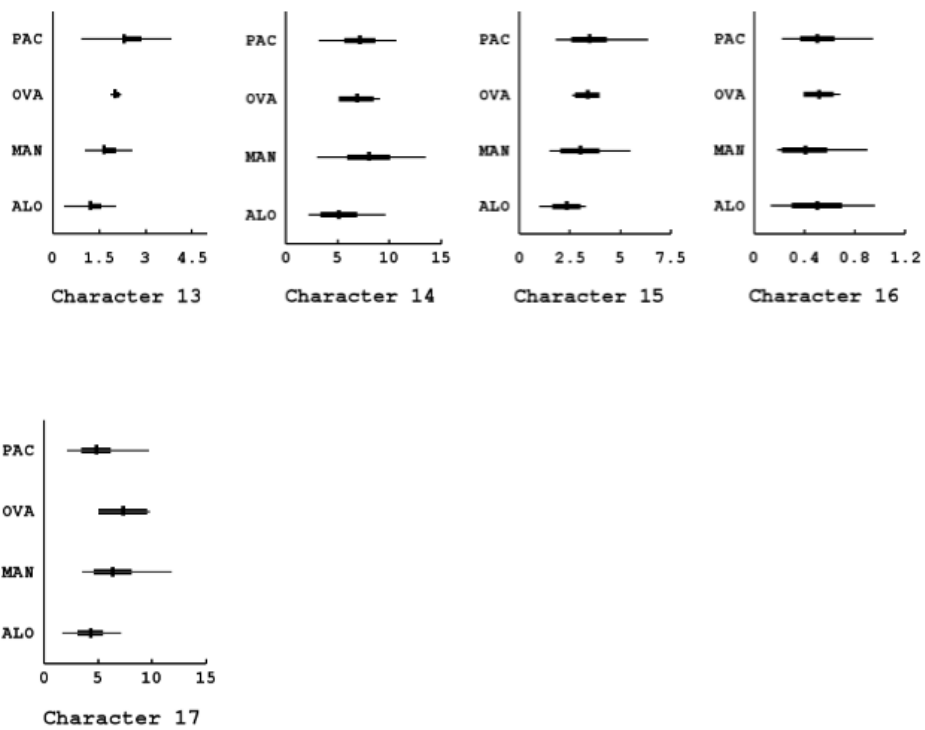 PAC PAC PAC PAC
OVA OVA OVA OVA
MAN MAN MAN MAN
ALO ALO ALO ALO
0 1.5 3 4.5 0 5 10 15 0 2.5 5 7.5 0 0.4 0.8 1.2
Character 13 Character 14 Character 15 Character 16
PAC
OVA
MAN
ALO
0 5 10 15
Character 17